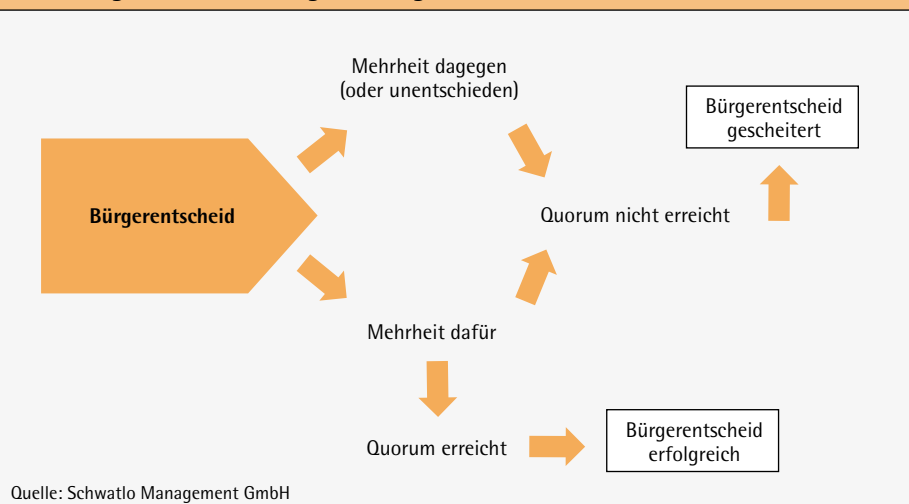 Mehrheit dagegen
(oder unentschieden)
Bürgerentscheid
gescheitert
Bürgerentscheid
Quorum nicht erreicht
Mehrheit dafür
Quorum erreicht
Bürgerentscheid
erfolgreich
Quelle: Schwatlo Management GmbH